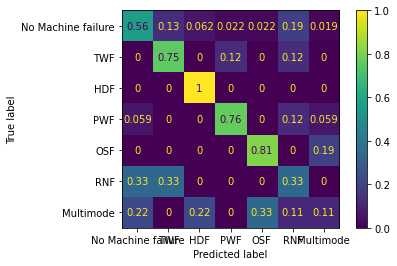 No Machine failure 0.56 0.13 0.062 0.022 0.022 0.19 0.019
TWF 0 0.75 0 0.12 0 0.12 0
HDF 0 0 1 0 0 0 0
PWF 0.059 0 0 0.76 0 0.12 0.059
OSF 0 0 0 0 0.81 0 0.19
RNF 0.33 0.33 0 0 0 0.33 0
Multimode 0.22 0 0.22 0 0.33 0.11 0.11
No Machine failure TWF HDF PWF OSF RNF Multimode
Predicted label
True label
1.0
0.8
0.6
0.4
0.2
0.0